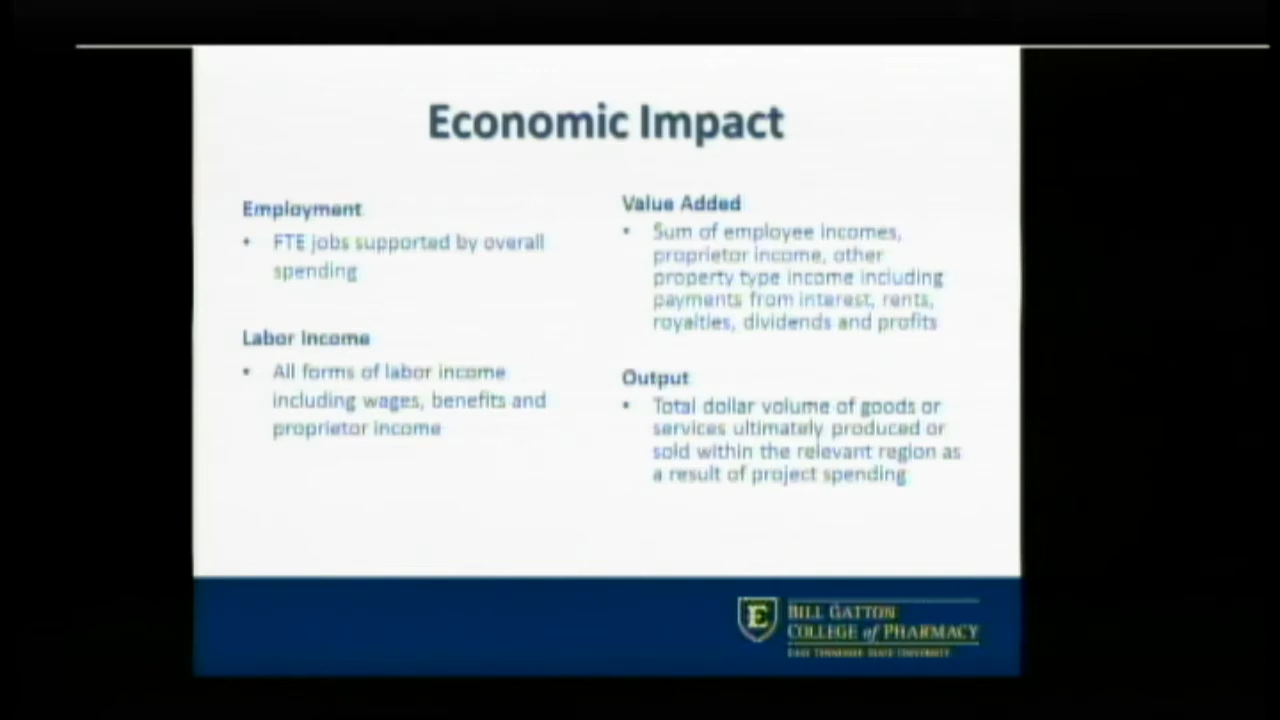 Economic Impact
Employment
• FTE jobs supported by overall
spending
Labor Income
• All forms of labor income
including wages, benefits and
proprietor income
Value Added
• Sum of employee incomes,
proprietor income, other
property type income including
payments from interest, rents,
royalties, dividends and profits
Output
• Total dollar volume of goods or
services ultimately produced or
sold within the relevant region as
a result of project spending
E
BILL GATTON
COLLEGE of PHARMACY
EAST TENNESSEE STATE UNIVERSITY